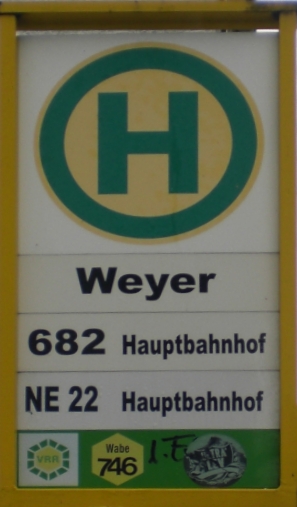 H
Weyer
682 Hauptbahnhof
NE 22 Hauptbahnhof
VRR
Wabe
746